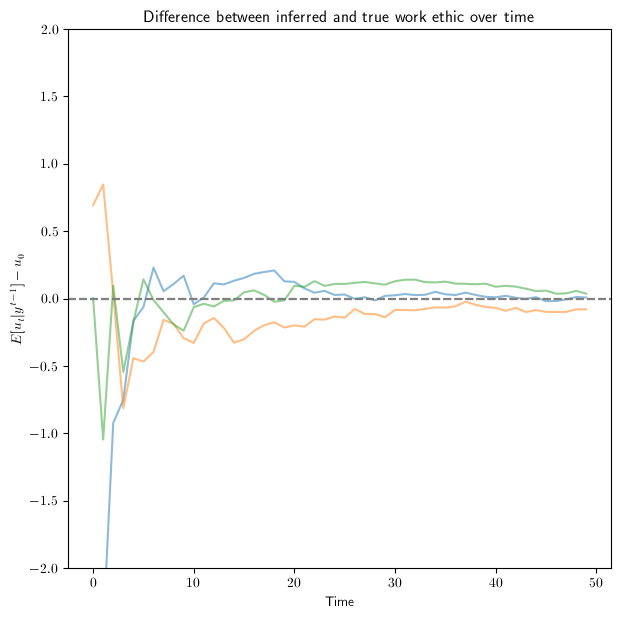 Difference between inferred and true work ethic over time
2.0
1.5
1.0
0.5
0.0
−0.5
−1.0
−1.5
−2.0
E[u_t|y^{t−1}] − u_0
0 10 20 30 40 50
Time